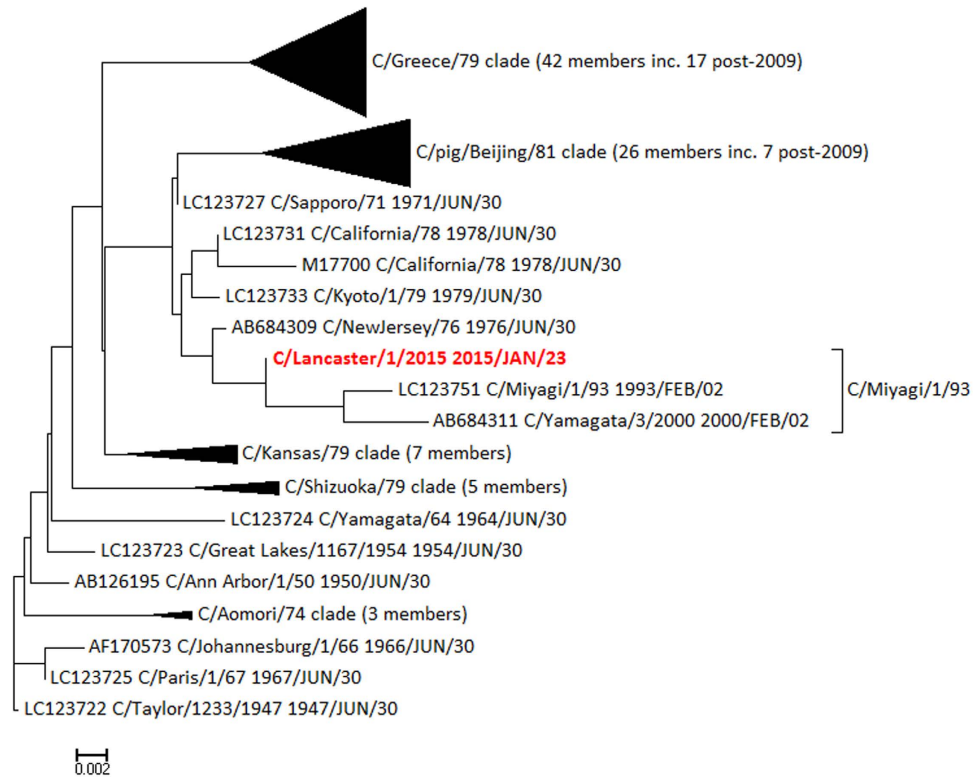 C/Greece/79 clade (42 members inc. 17 post-2009)
C/pig/Beijing/81 clade (26 members inc. 7 post-2009)
LC123727 C/Sapporo/71 1971/JUN/30
LC123731 C/California/78 1978/JUN/30
M17700 C/California/78 1978/JUN/30
LC123733 C/Kyoto/1/79 1979/JUN/30
AB684309 C/NewJersey/76 1976/JUN/30
C/Lancaster/1/2015 2015/JAN/23
LC123751 C/Miyagi/1/93 1993/FEB/02
C/Miyagi/1/93
AB684311 C/Yamagata/3/2000 2000/FEB/02
C/Kansas/79 clade (7 members)
C/Shizuoka/79 clade (5 members)
LC123724 C/Yamagata/64 1964/JUN/30
LC123723 C/Great Lakes/1167/1954 1954/JUN/30
AB126195 C/Ann Arbor/1/50 1950/JUN/30
C/Aomori/74 clade (3 members)
AF170573 C/Johannesburg/1/66 1966/JUN/30
LC123725 C/Paris/1/67 1967/JUN/30
LC123722 C/Taylor/1233/1947 1947/JUN/30
0.002